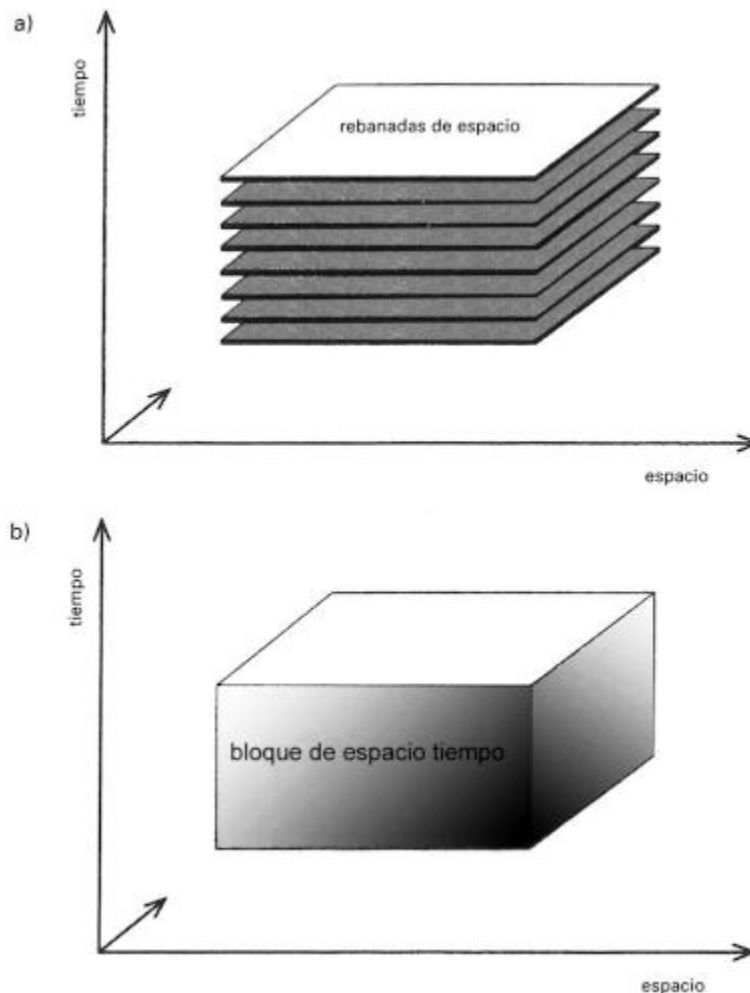 a)
tiempo
rebanadas de espacio
espacio
b)
tiempo
bloque de espacio tiempo
espacio